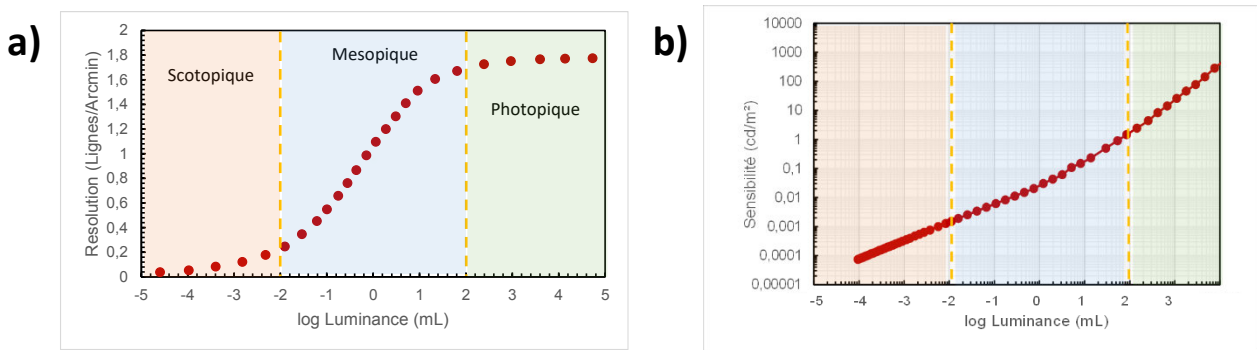 a)
2
1,8
1,6
1,4
1,2
1
0,8
0,6
0,4
0,2
0
Resolution (Lignes/Arcmin)
Scotopique
Mesopique
Photopique
-5 -4 -3 -2 -1 0 1 2 3 4 5
log Luminance (mL)
b)
10000
1000
100
10
1
0,1
0,01
0,001
0,0001
0,00001
Sensibilité (cd/m²)
-5 -4 -3 -2 -1 0 1 2 3
log Luminance (mL)